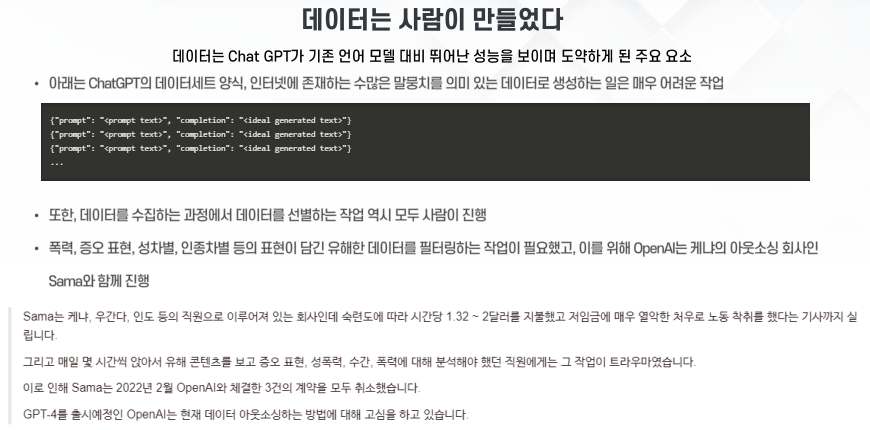 데이터는 사람이 만들었다
데이터는 Chat GPT가 기존 언어 모델 대비 뛰어난 성능을 보이며 도약하게 된 주요 요소
• 아래는 ChatGPT의 데이터세트 양식, 인터넷에 존재하는 수많은 말뭉치를 의미 있는 데이터로 생성하는 일은 매우 어려운 작업
{"prompt": "<prompt text>", "completion": "<ideal generated text>"}
{"prompt": "<prompt text>", "completion": "<ideal generated text>"}
{"prompt": "<prompt text>", "completion": "<ideal generated text>"}
...
• 또한, 데이터를 수집하는 과정에서 데이터를 선별하는 작업 역시 모두 사람이 진행
• 폭력, 증오 표현, 성차별, 인종차별 등의 표현이 담긴 유해한 데이터를 필터링하는 작업이 필요했고, 이를 위해 OpenAI는 케냐의 아웃소싱 회사인
Sama와 함께 진행
Sama는 케냐, 우간다, 인도 등의 직원으로 이루어져 있는 회사인데 숙련도에 따라 시간당 1.32 ~ 2달러를 지불했고 저임금에 매우 열악한 처우로 노동 착취를 했다는 기사까지 실
립니다.
그리고 매일 몇 시간씩 앉아서 유해 콘텐츠를 보고 증오 표현, 성폭력, 수간, 폭력에 대해 분석해야 했던 직원에게는 그 작업이 트라우마였습니다.
이로 인해 Sama는 2022년 2월 OpenAI와 체결한 3건의 계약을 모두 취소했습니다.
GPT-4를 출시예정인 OpenAI는 현재 데이터 아웃소싱하는 방법에 대해 고심을 하고 있습니다.